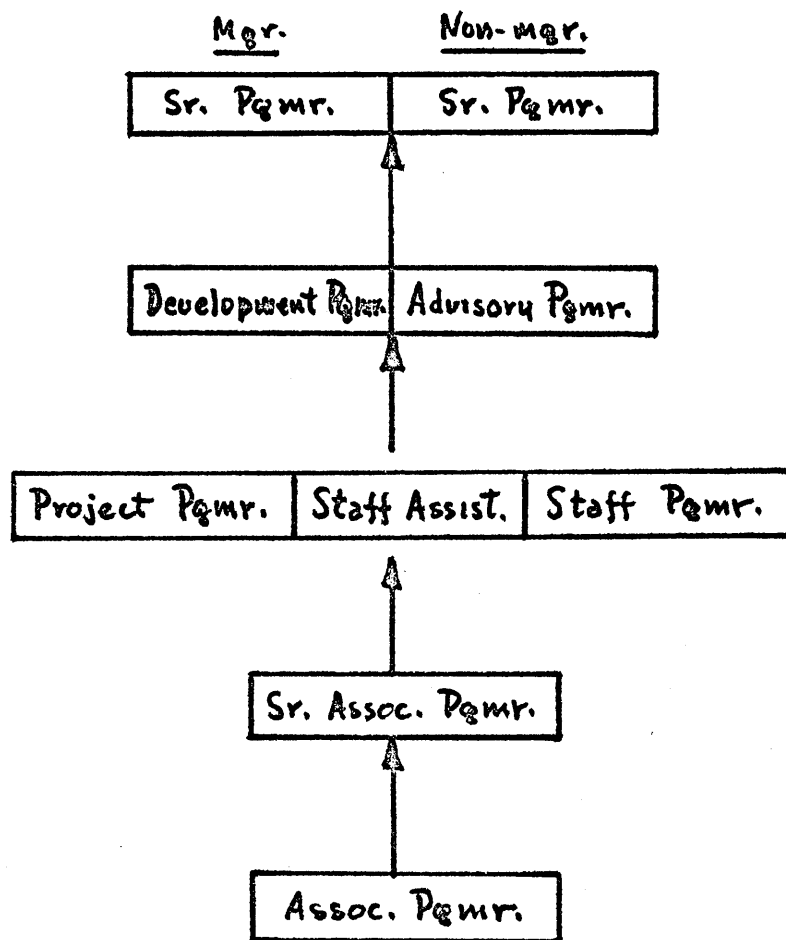 Mgr. Non-mgr.
Sr. Pgmr. Sr. Pgmr.
Development Pgmr. Advisory Pgmr.
Project Pgmr. Staff Assist. Staff Pgmr.
Sr. Assoc. Pgmr.
Assoc. Pgmr.